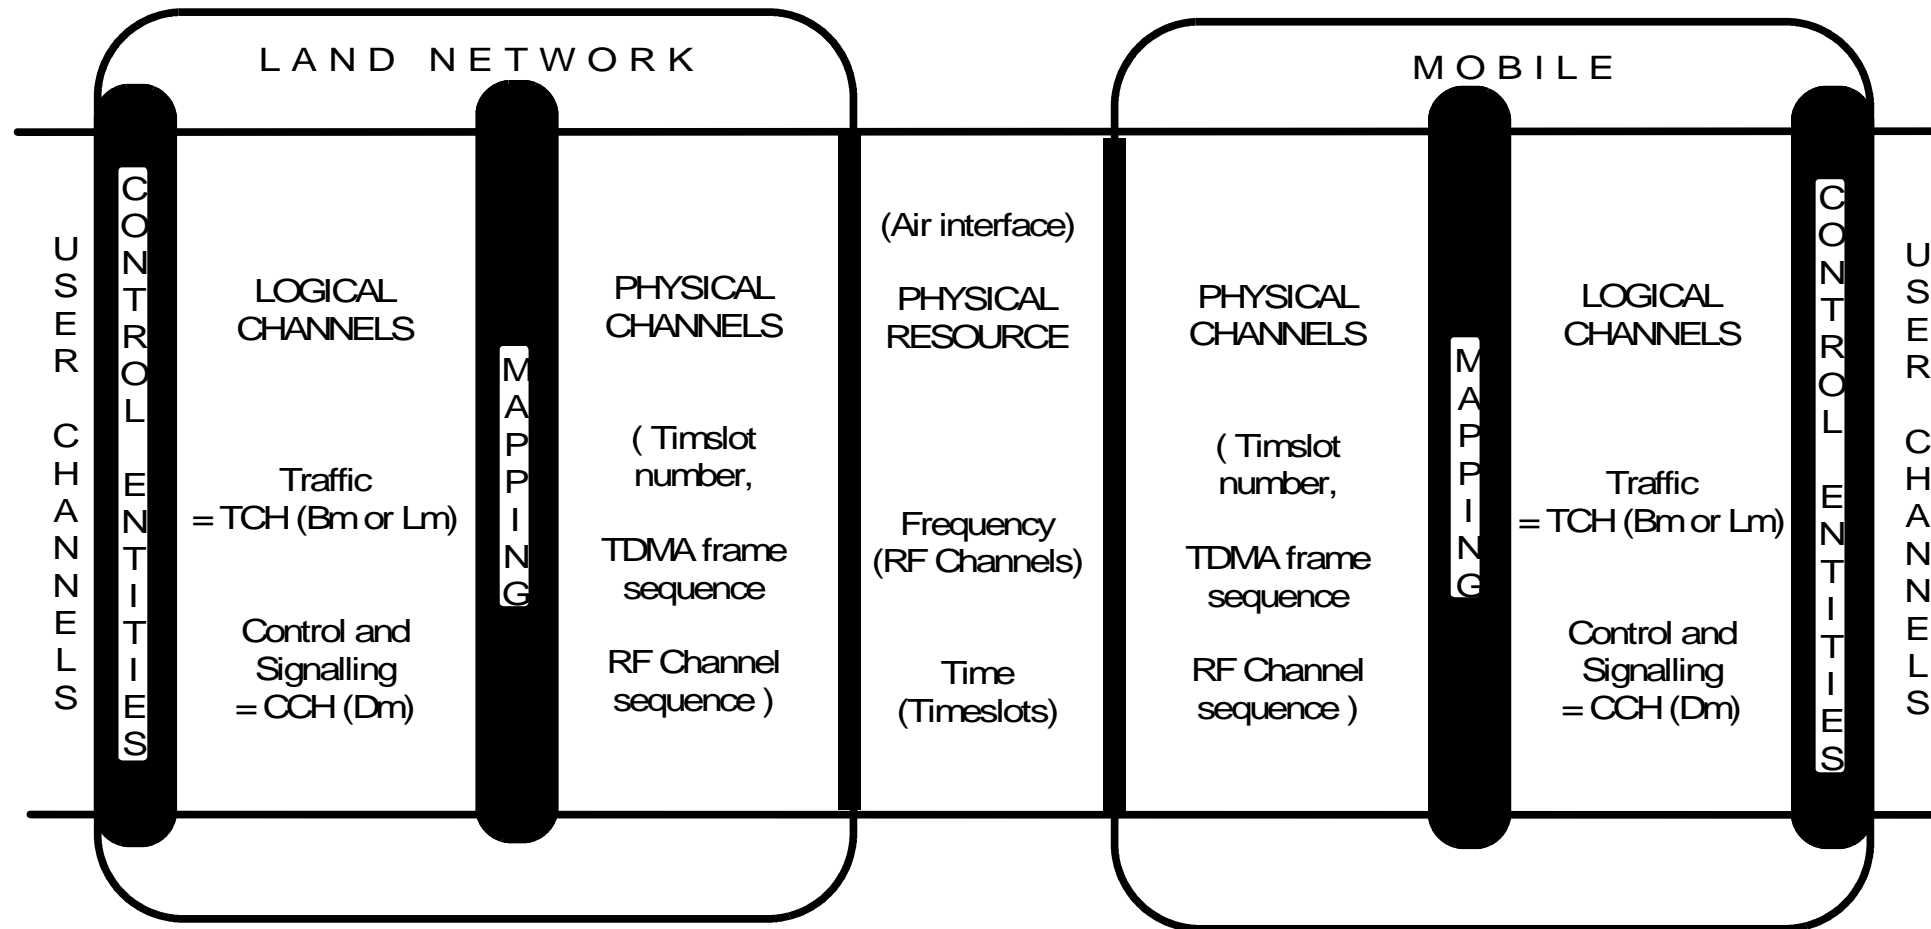 LAND NETWORK
MOBILE
USER CHANNELS
CONTROL ENTITIES
LOGICAL
CHANNELS
Traffic
= TCH (Bm or Lm)
Control and
Signalling
= CCH (Dm)
MAPPING
PHYSICAL
CHANNELS
( Timslot
number,
TDMA frame
sequence
RF Channel
sequence )
(Air interface)
PHYSICAL
RESOURCE
Frequency
(RF Channels)
Time
(Timeslots)
PHYSICAL
CHANNELS
( Timslot
number,
TDMA frame
sequence
RF Channel
sequence )
MAPPING
LOGICAL
CHANNELS
Traffic
= TCH (Bm or Lm)
Control and
Signalling
= CCH (Dm)
CONTROL ENTITIES
USER CHANNELS